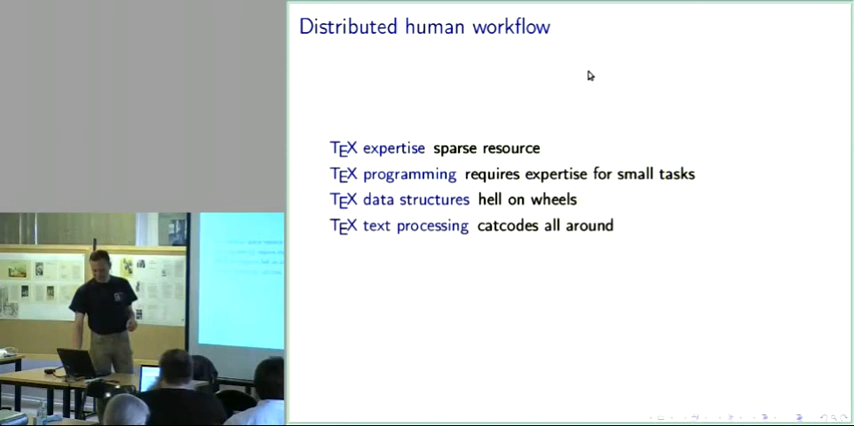 Distributed human workflow
TEX expertise sparse resource
TEX programming requires expertise for small tasks
TEX data structures hell on wheels
TEX text processing catcodes all around